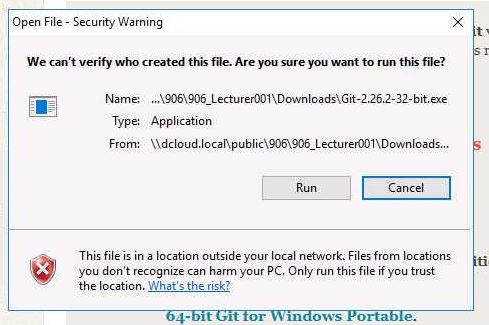 Open File - Security Warning
We can't verify who created this file. Are you sure you want to run this file?
Name: ...\906\906_Lecturer001\Downloads\Git-2.26.2-32-bit.exe
Type: Application
From: \\dcloud.local\public\906\906_Lecturer001\Downloads...
Run Cancel
This file is in a location outside your local network. Files from locations
you don't recognize can harm your PC. Only run this file if you trust
the location. What's the risk?
64-bit Git for Windows Portable.